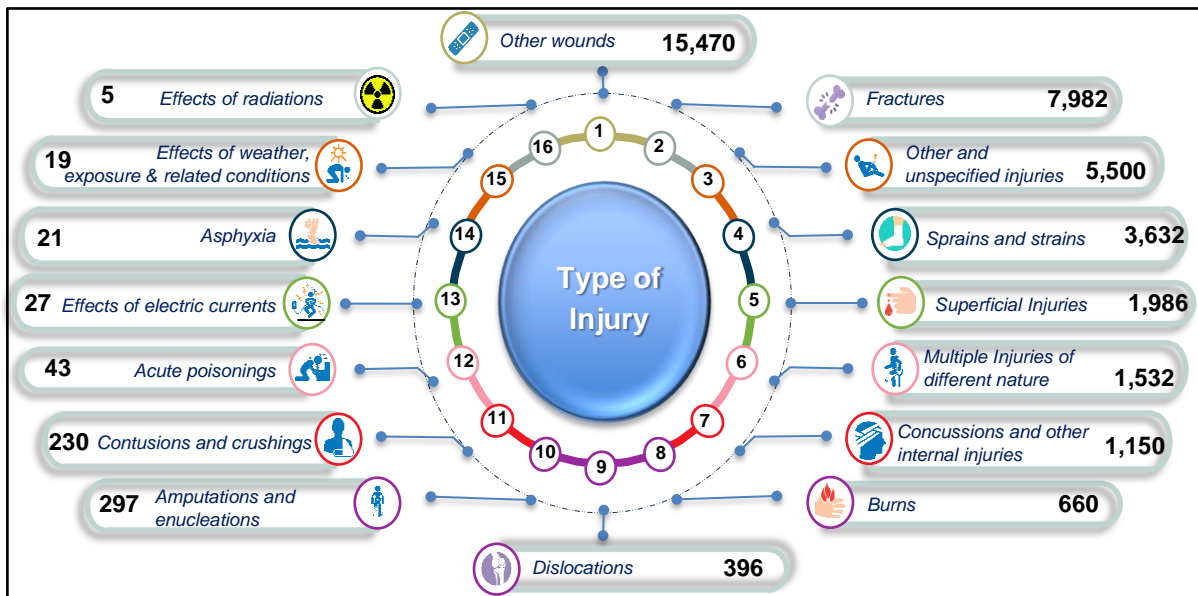 Other wounds 15,470
Fractures 7,982
Other and
unspecified injuries 5,500
Sprains and strains 3,632
Superficial Injuries 1,986
Multiple Injuries of
different nature 1,532
Concussions and other
internal injuries 1,150
Burns 660
Dislocations 396
297 Amputations and
enucleations
230 Contusions and crushings
43 Acute poisonings
27 Effects of electric currents
21 Asphyxia
19 Effects of weather,
exposure & related conditions
5 Effects of radiations
1
2
3
4
5
6
7
8
9
10
11
12
13
14
15
16
Type of
Injury